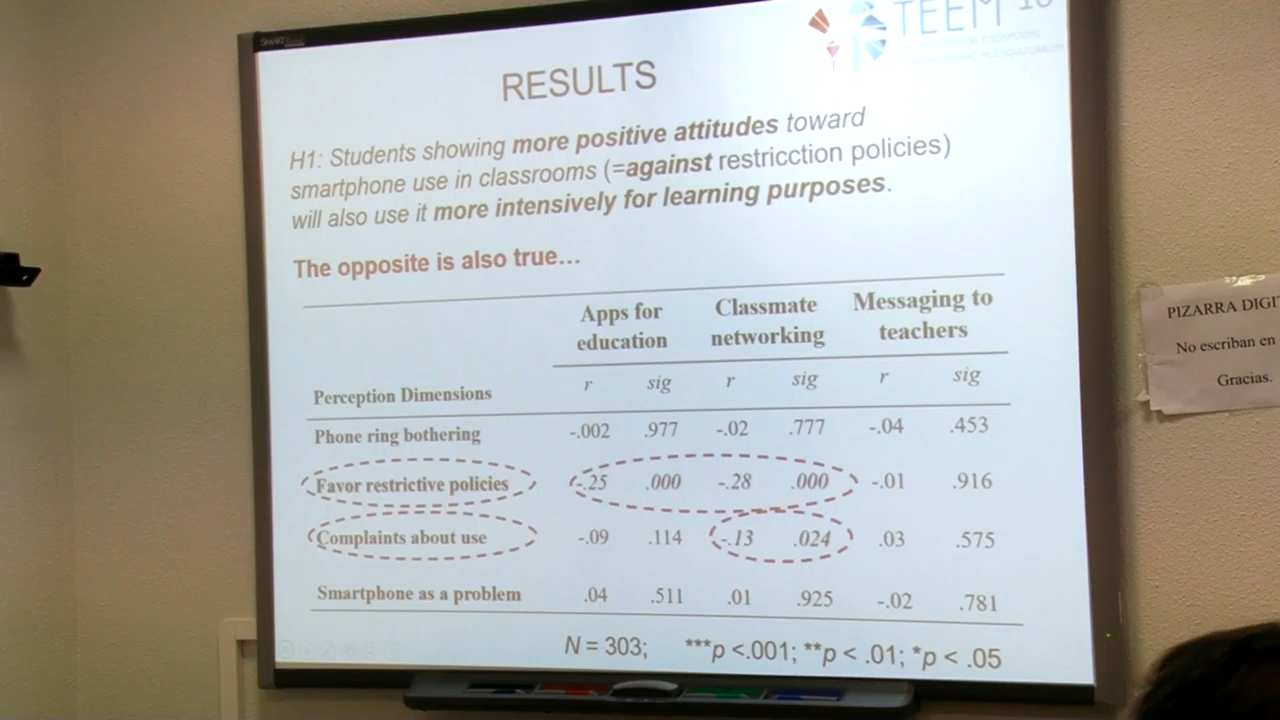 SMART
TEEM
RESULTS
H1: Students showing more positive attitudes toward
smartphone use in classrooms (=against restricction policies)
will also use it more intensively for learning purposes.
The opposite is also true…
Apps for education Classmate networking Messaging to teachers
Perception Dimensions r sig r sig r sig
Phone ring bothering -.002 .977 -.02 .777 -.04 .453
Favor restrictive policies -.25 .000 -.28 .000 -.01 .916
Complaints about use -.09 .114 -.13 .024 .03 .575
Smartphone as a problem .04 .511 .01 .925 -.02 .781
N = 303; ***p <.001; **p < .01; *p < .05
PIZARRA DIGI
No escriban en
Gracias.